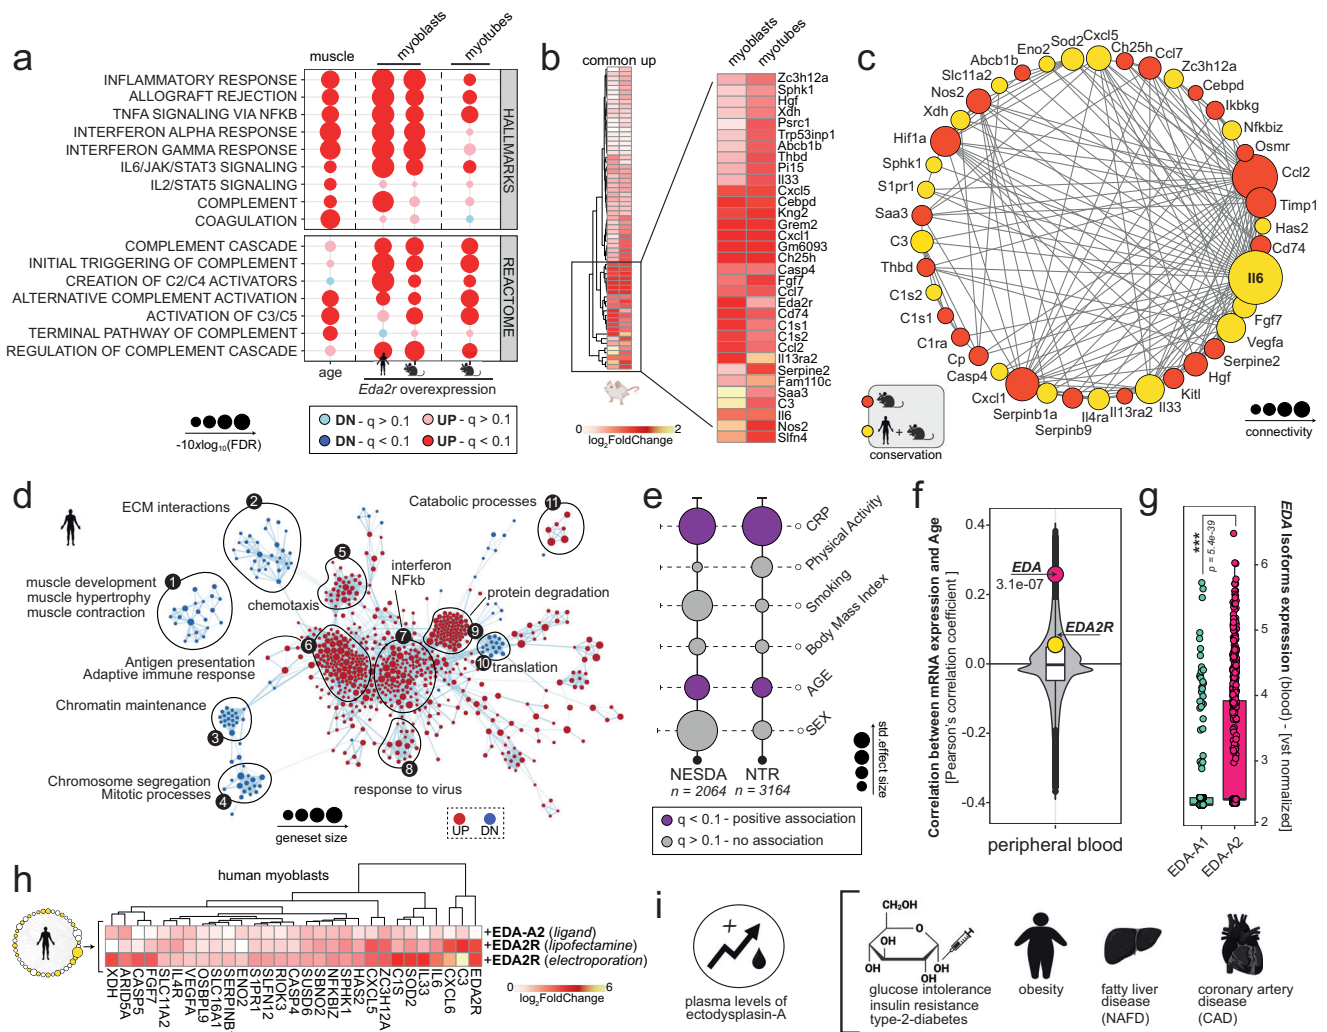 a
muscle
myoblasts
myotubes
INFLAMMATORY RESPONSE
ALLOGRAFT REJECTION
TNFA SIGNALING VIA NFKB
INTERFERON ALPHA RESPONSE
INTERFERON GAMMA RESPONSE
IL6/JAK/STAT3 SIGNALING
IL2/STAT5 SIGNALING
COMPLEMENT
COAGULATION
HALLMARKS
COMPLEMENT CASCADE
INITIAL TRIGGERING OF COMPLEMENT
CREATION OF C2/C4 ACTIVATORS
ALTERNATIVE COMPLEMENT ACTIVATION
ACTIVATION OF C3/C5
TERMINAL PATHWAY OF COMPLEMENT
REGULATION OF COMPLEMENT CASCADE
REACTOME
age
Eda2r overexpression
-10xlog10(FDR)
DN - q > 0.1
UP - q > 0.1
DN - q < 0.1
UP - q < 0.1
b
common up
myoblasts
myotubes
Zc3h12a
Sphk1
Hgf
Xdh
Psrc1
Trp53inp1
Abcb1b
Thbd
Pi15
Il33
Cxcl5
Cebpd
Kng2
Grem2
Cxcl1
Gm6093
Ch25h
Casp4
Fgf7
Ccl7
Eda2r
Cd74
C1s1
C1s2
Ccl2
Il13ra2
Serpine2
Fam110c
Saa3
C3
Il6
Nos2
Slfn4
0 2
log2FoldChange
c
Cxcl5
Sod2
Ch25h
Eno2
Ccl7
Abcb1b
Zc3h12a
Slc11a2
Cebpd
Nos2
Ikbkg
Xdh
Nfkbiz
Hif1a
Osmr
Sphk1
Ccl2
S1pr1
Timp1
Saa3
Has2
C3
Cd74
Thbd
Il6
C1s2
Fgf7
C1s1
Vegfa
C1ra
Serpine2
Cp
Hgf
Casp4
Kitl
Cxcl1
Il33
Serpinb1a
Il13ra2
Il4ra
Serpinb9
+
conservation
connectivity
d
ECM interactions
2
Catabolic processes
11
1
muscle development
muscle hypertrophy
muscle contraction
5
chemotaxis
interferon
NFkb
7
protein degradation
9
6
Antigen presentation
Adaptive immune response
10
translation
Chromatin maintenance
3
Chromosome segregation
Mitotic processes
4
8
response to virus
geneset size
UP DN
e
CRP
Physical Activity
Smoking
Body Mass Index
AGE
SEX
NESDA
n = 2064
NTR
n = 3164
std.effect size
q < 0.1 - positive association
q > 0.1 - no association
f
Correlation between mRNA expression and Age
[Pearson's correlation coefficient]
0.4
0.2
0.0
-0.2
-0.4
EDA
3.1e-07
EDA2R
peripheral blood
g
***
p = 5.4e-39
6
5
4
3
2
EDA Isoforms expression (blood) - [vst normalized]
EDA-A1
EDA-A2
h
human myoblasts
+EDA-A2 (ligand)
+EDA2R (lipofectamine)
+EDA2R (electroporation)
XDH
ARID5A
CASP5
FGF7
SLC11A2
IL4R
VEGFA
OSBPL9
SLC16A1
SERPINB
ENO2
S1PR1
SLFN12
RIOK3
CASP4
SUSD6
SBNO2
NFKBIZ
SPHK1
HAS2
CXCL5
ZC3H12A
C1S
SOD2
IL33
IL6
CXCL6
C3
EDA2R
0 6
log2FoldChange
i
+
plasma levels of
ectodysplasin-A
CH2OH
O
OH
OH
OH
OH
glucose intolerance
insulin resistance
type-2-diabetes
obesity
fatty liver
disease
(NAFD)
coronary artery
disease
(CAD)